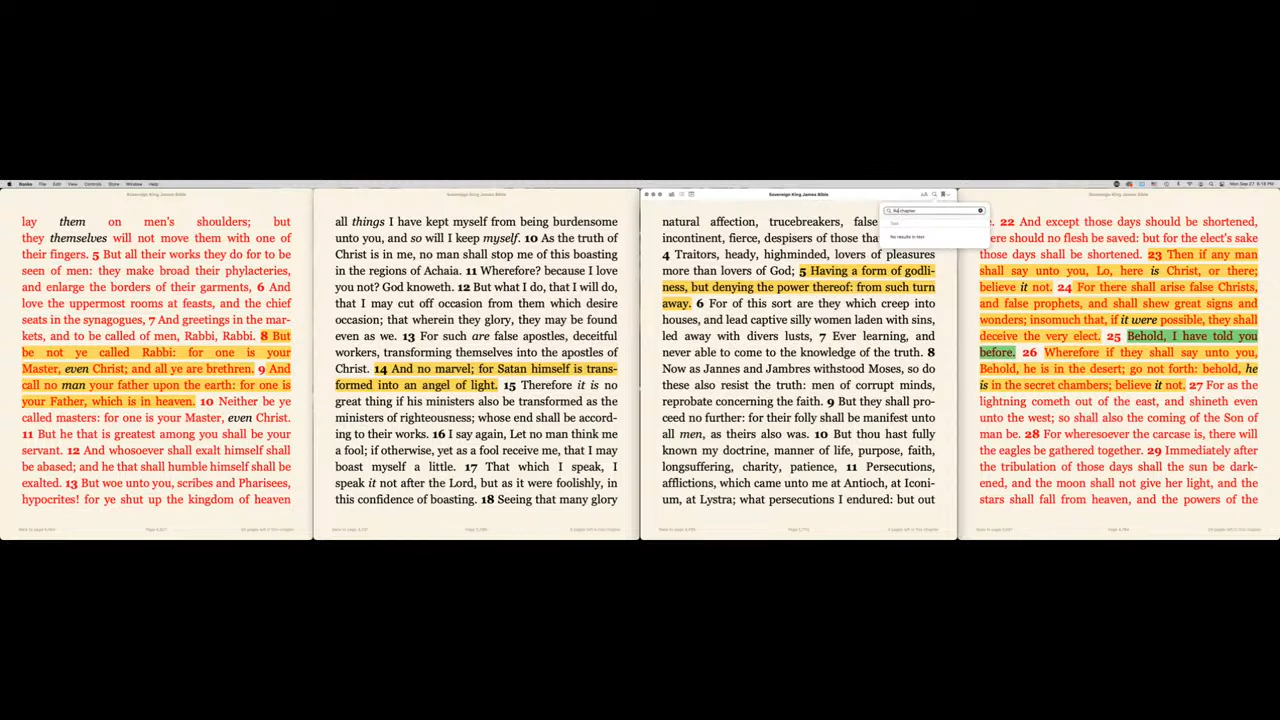 Books File Edit View Controls Store Window Help
Sovereign King James Bible
lay them on men's shoulders; but
they themselves will not move them with one of
their fingers. 5 But all their works they do for to be
seen of men: they make broad their phylacteries,
and enlarge the borders of their garments, 6 And
love the uppermost rooms at feasts, and the chief
seats in the synagogues, 7 And greetings in the mar-
kets, and to be called of men, Rabbi, Rabbi. 8 But
be not ye called Rabbi: for one is your
Master, even Christ; and all ye are brethren. 9 And
call no man your father upon the earth: for one is
your Father, which is in heaven. 10 Neither be ye
called masters: for one is your Master, even Christ.
11 But he that is greatest among you shall be your
servant. 12 And whosoever shall exalt himself shall
be abased; and he that shall humble himself shall be
exalted. 13 But woe unto you, scribes and Pharisees,
hypocrites! for ye shut up the kingdom of heaven
Sovereign King James Bible
all things I have kept myself from being burdensome
unto you, and so will I keep myself. 10 As the truth of
Christ is in me, no man shall stop me of this boasting
in the regions of Achaia. 11 Wherefore? because I love
you not? God knoweth. 12 But what I do, that I will do,
that I may cut off occasion from them which desire
occasion; that wherein they glory, they may be found
even as we. 13 For such are false apostles, deceitful
workers, transforming themselves into the apostles of
Christ. 14 And no marvel; for Satan himself is trans-
formed into an angel of light. 15 Therefore it is no
great thing if his ministers also be transformed as the
ministers of righteousness; whose end shall be accord-
ing to their works. 16 I say again, Let no man think me
a fool; if otherwise, yet as a fool receive me, that I may
boast myself a little. 17 That which I speak, I
speak it not after the Lord, but as it were foolishly, in
this confidence of boasting. 18 Seeing that many glory
Sovereign King James Bible
natural affection, trucebreakers, false
incontinent, fierce, despisers of those tha
4 Traitors, heady, highminded, lovers of pleasures
more than lovers of God; 5 Having a form of godli-
ness, but denying the power thereof: from such turn
away. 6 For of this sort are they which creep into
houses, and lead captive silly women laden with sins,
led away with divers lusts, 7 Ever learning, and
never able to come to the knowledge of the truth. 8
Now as Jannes and Jambres withstood Moses, so do
these also resist the truth: men of corrupt minds,
reprobate concerning the faith. 9 But they shall pro-
ceed no further: for their folly shall be manifest unto
all men, as theirs also was. 10 But thou hast fully
known my doctrine, manner of life, purpose, faith,
longsuffering, charity, patience, 11 Persecutions,
afflictions, which came unto me at Antioch, at Iconi-
um, at Lystra; what persecutions I endured: but out
chapter
Text
No results in text
Mon Sep 27
Sovereign King James Bible
e. 22 And except those days should be shortened,
ere should no flesh be saved: but for the elect's sake
those days shall be shortened. 23 Then if any man
shall say unto you, Lo, here is Christ, or there;
believe it not. 24 For there shall arise false Christs,
and false prophets, and shall shew great signs and
wonders; insomuch that, if it were possible, they shall
deceive the very elect. 25 Behold, I have told you
before. 26 Wherefore if they shall say unto you,
Behold, he is in the desert; go not forth: behold, he
is in the secret chambers; believe it not. 27 For as the
lightning cometh out of the east, and shineth even
unto the west; so shall also the coming of the Son of
man be. 28 For wheresoever the carcase is, there will
the eagles be gathered together. 29 Immediately after
the tribulation of those days shall the sun be dark-
ened, and the moon shall not give her light, and the
stars shall fall from heaven, and the powers of the